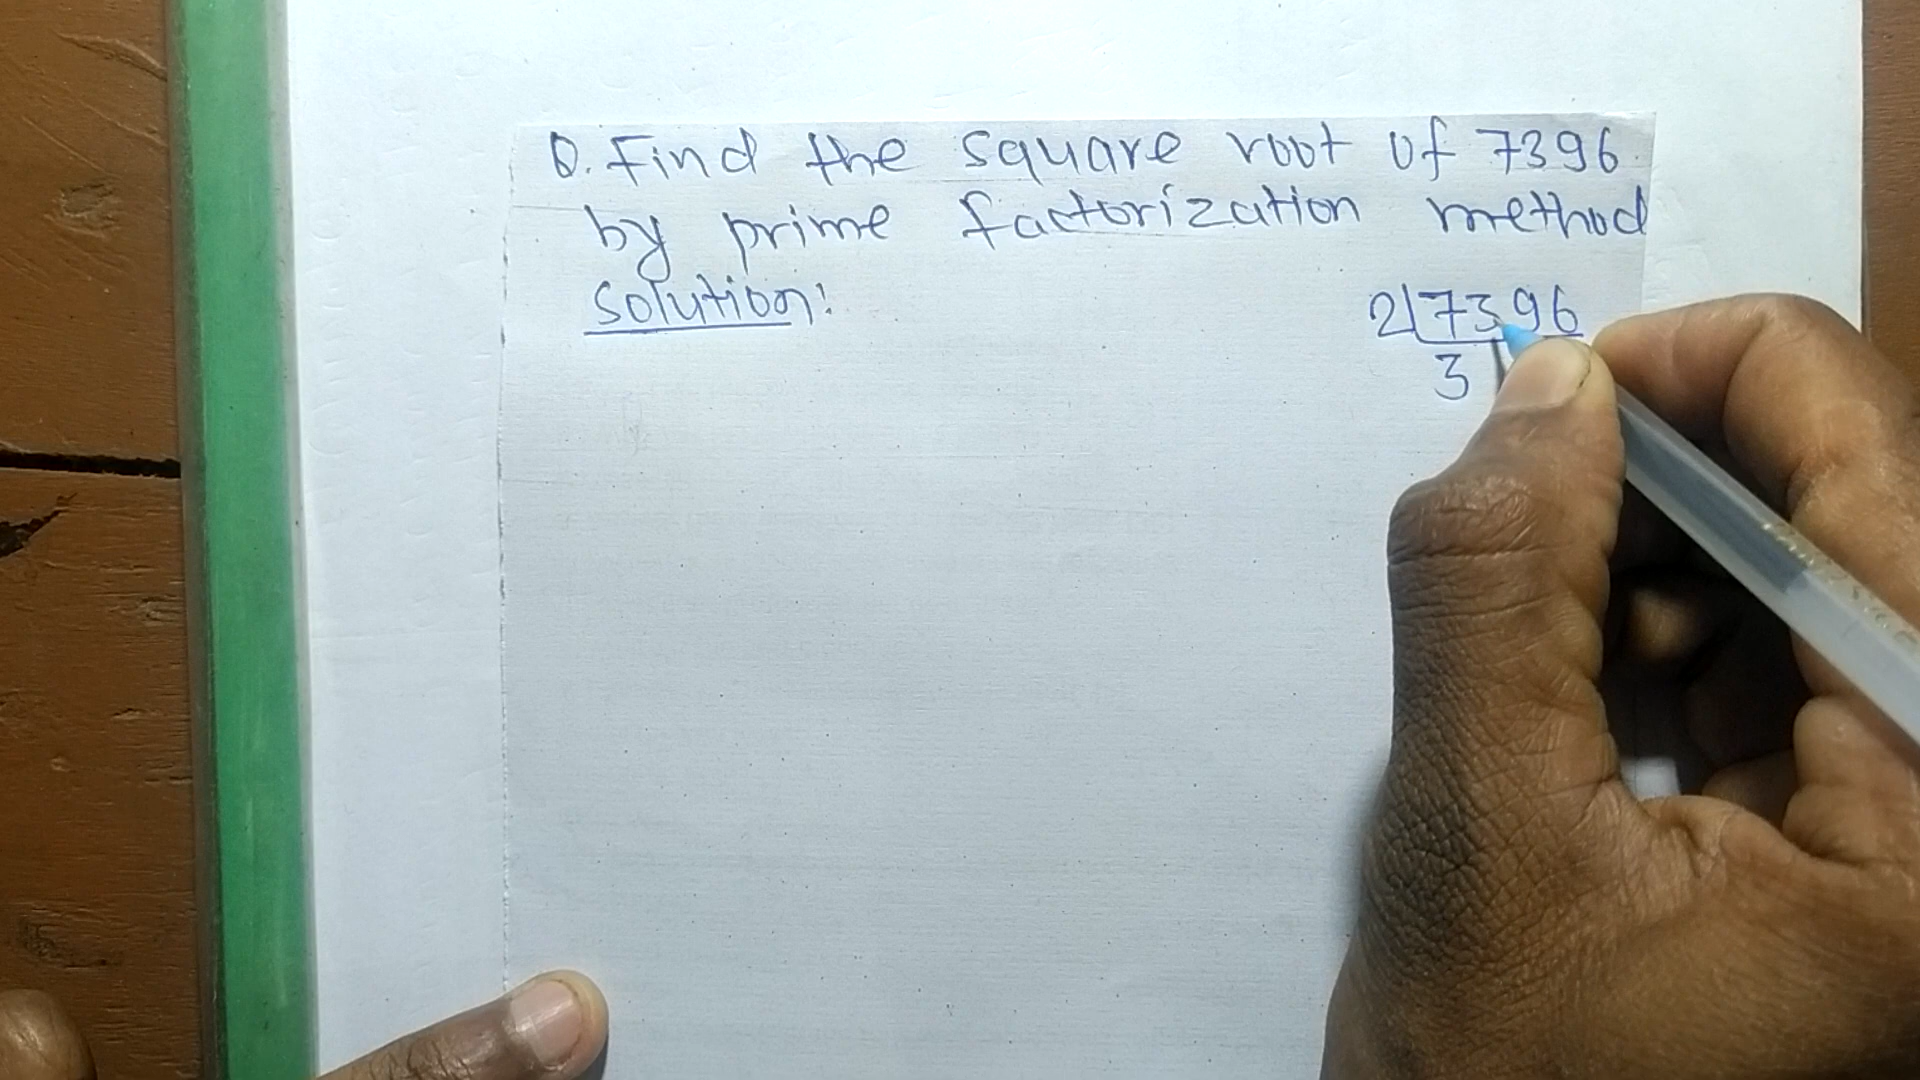 Q. Find the square root of 7396
by prime factorization method
Solution:
2|7396
3